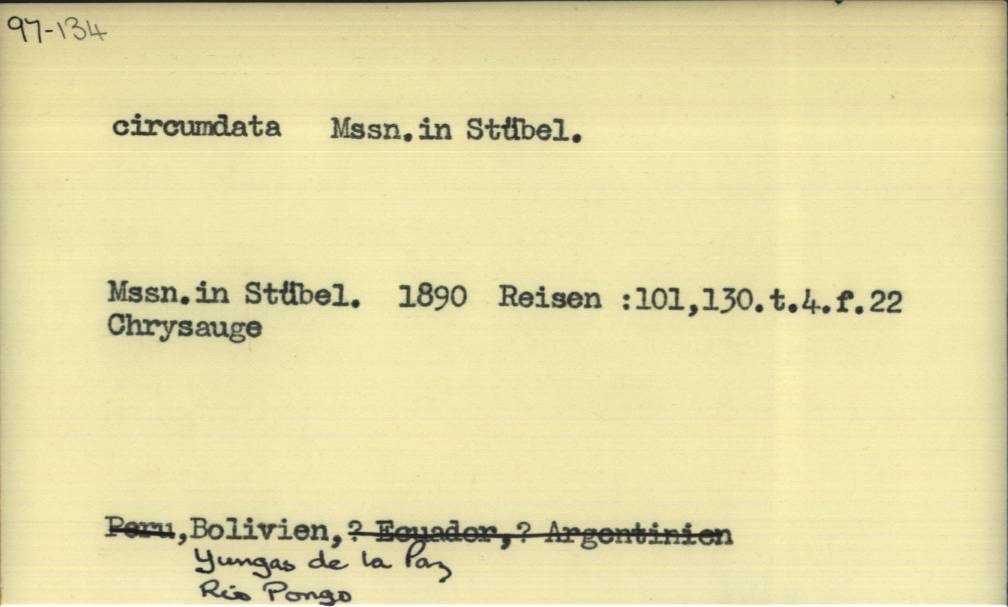 97-134
circumdata Mssn.in Stübel.
Mssn.in Stübel. 1890 Reisen :101,130.t.4.f.22
Chrysauge
Peru,Bolivien,? Ecuador,? Argentinien
Yungas de la Paz
Rio Pongo